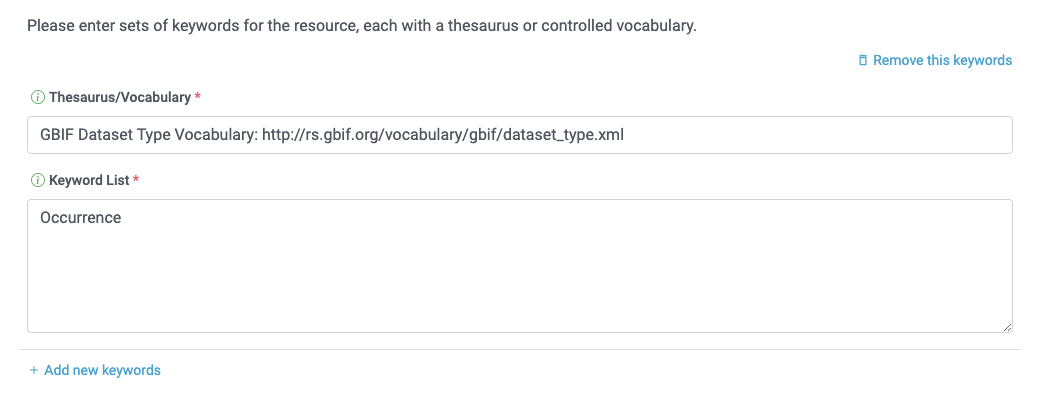 Please enter sets of keywords for the resource, each with a thesaurus or controlled vocabulary.
Remove this keywords
Thesaurus/Vocabulary *
GBIF Dataset Type Vocabulary: http://rs.gbif.org/vocabulary/gbif/dataset_type.xml
Keyword List *
Occurrence
+ Add new keywords